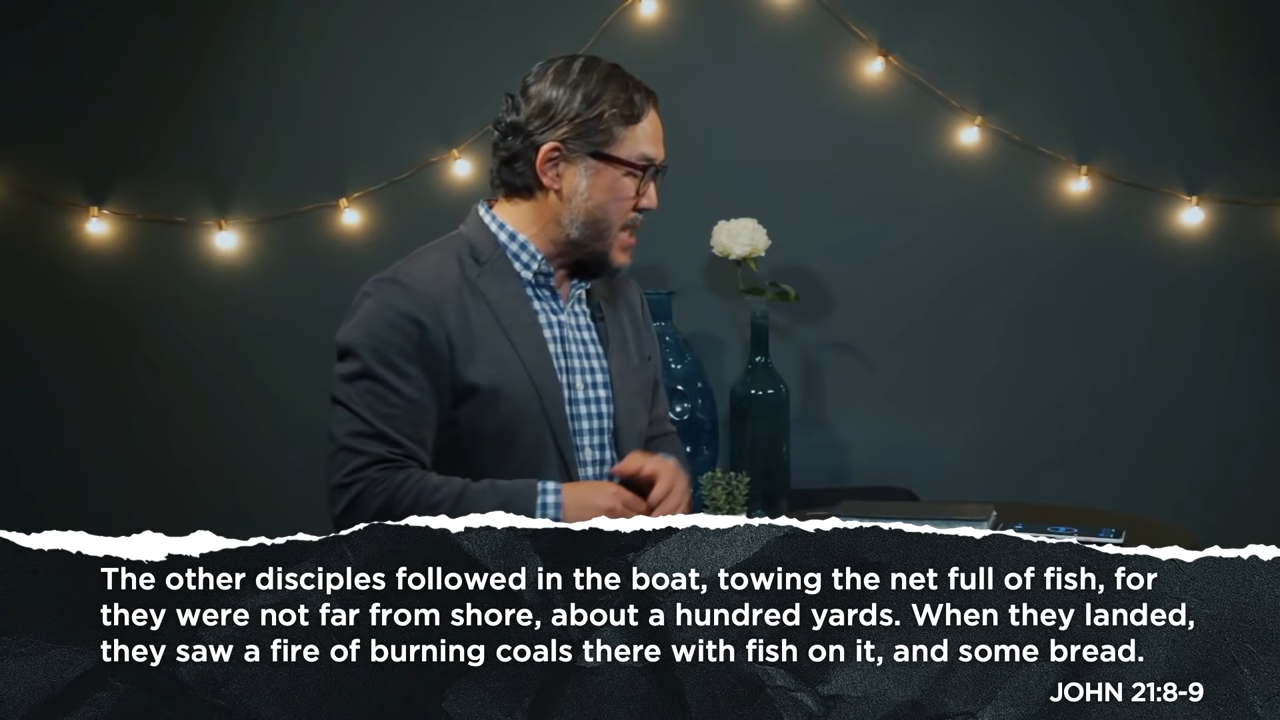 The other disciples followed in the boat, towing the net full of fish, for
they were not far from shore, about a hundred yards. When they landed,
they saw a fire of burning coals there with fish on it, and some bread.
JOHN 21:8-9